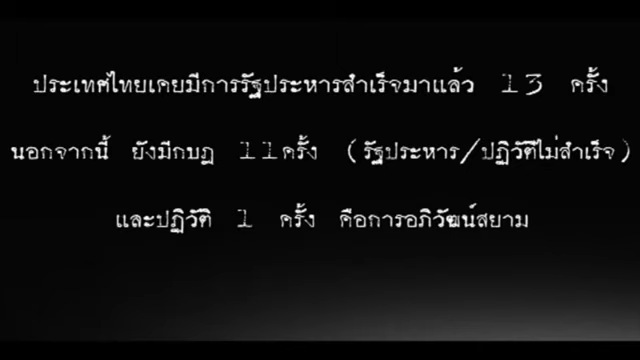 ประเทศไทยเคยมีการรัฐประหารสำเร็จมาแล้ว 13 ครั้ง
นอกจากนี้ ยังมีกบฏ 11ครั้ง (รัฐประหาร/ปฏิวัติไม่สำเร็จ)
และปฏิวัติ 1 ครั้ง คือการอภิวัฒน์สยาม